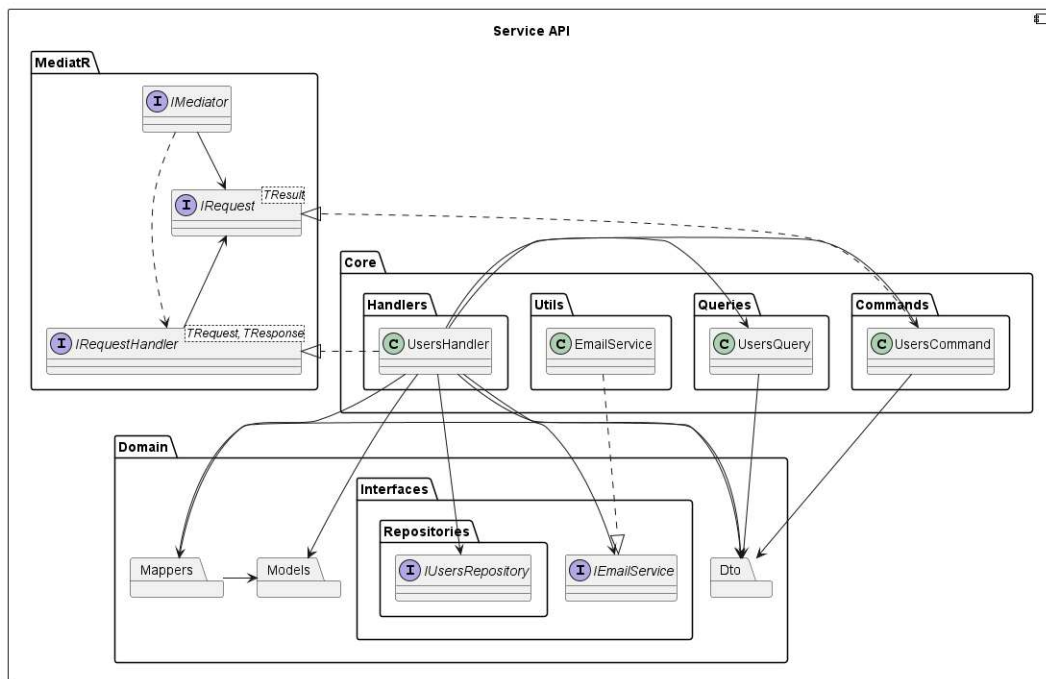 Service API
MediatR
I IMediator
TResult
I IRequest
Core
Handlers
Utils
Queries
Commands
TRequest, TResponse
I IRequestHandler
C UsersHandler
C EmailService
C UsersQuery
C UsersCommand
Domain
Interfaces
Repositories
Mappers
Models
I IUsersRepository
I IEmailService
Dto